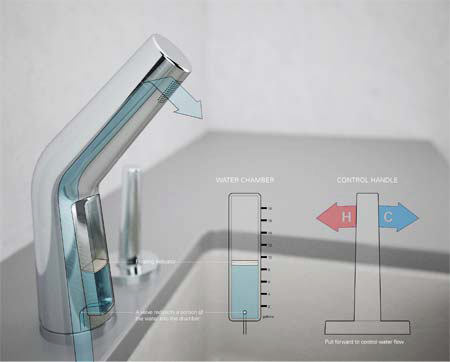 WATER CHAMBER
CONTROL HANDLE
H
C
Floating indicator
A valve redirects a portion of
the water into the chamber
gallons
Pull forward to control water flow